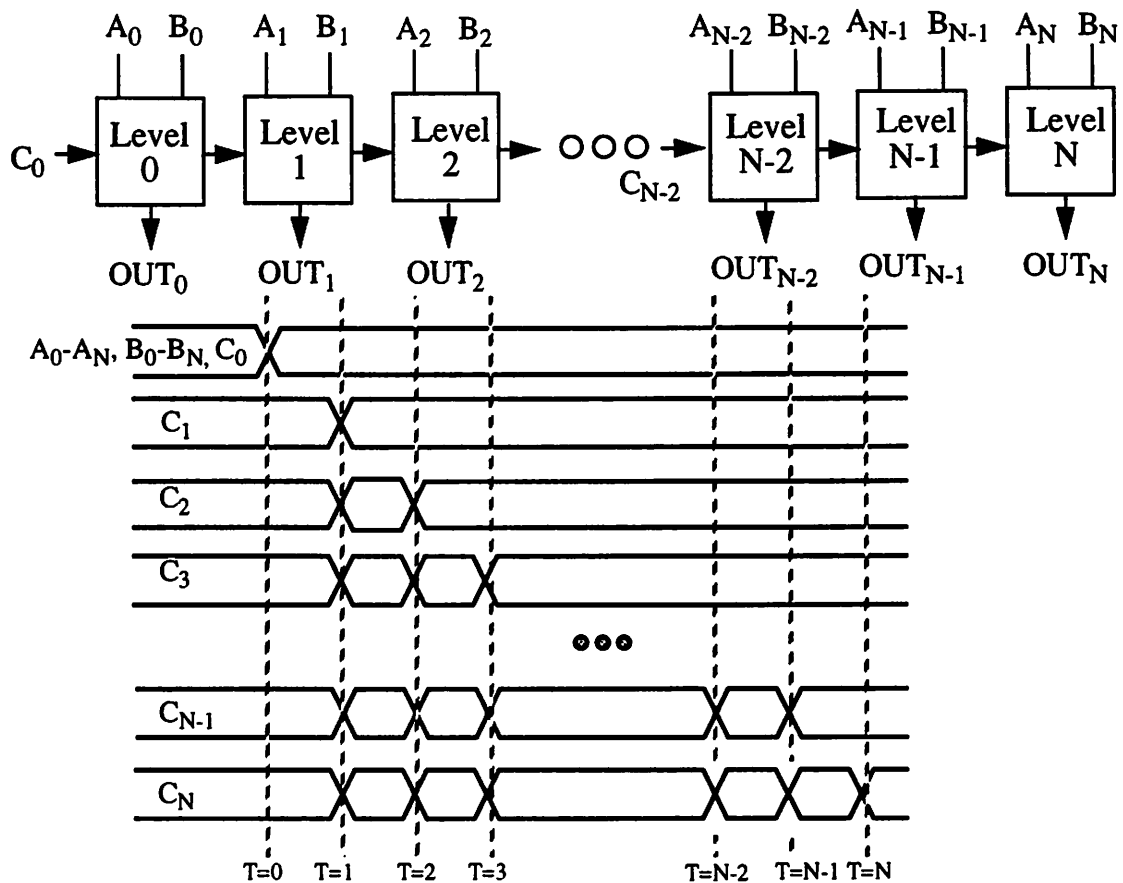 A0 B0 A1 B1 A2 B2 AN-2 BN-2 AN-1 BN-1 AN BN
C0 Level 0 Level 1 Level 2 CN-2 Level N-2 Level N-1 Level N
OUT0 OUT1 OUT2 OUTN-2 OUTN-1 OUTN
A0-AN, B0-BN, C0
C1
C2
C3
CN-1
CN
T=0 T=1 T=2 T=3 T=N-2 T=N-1 T=N